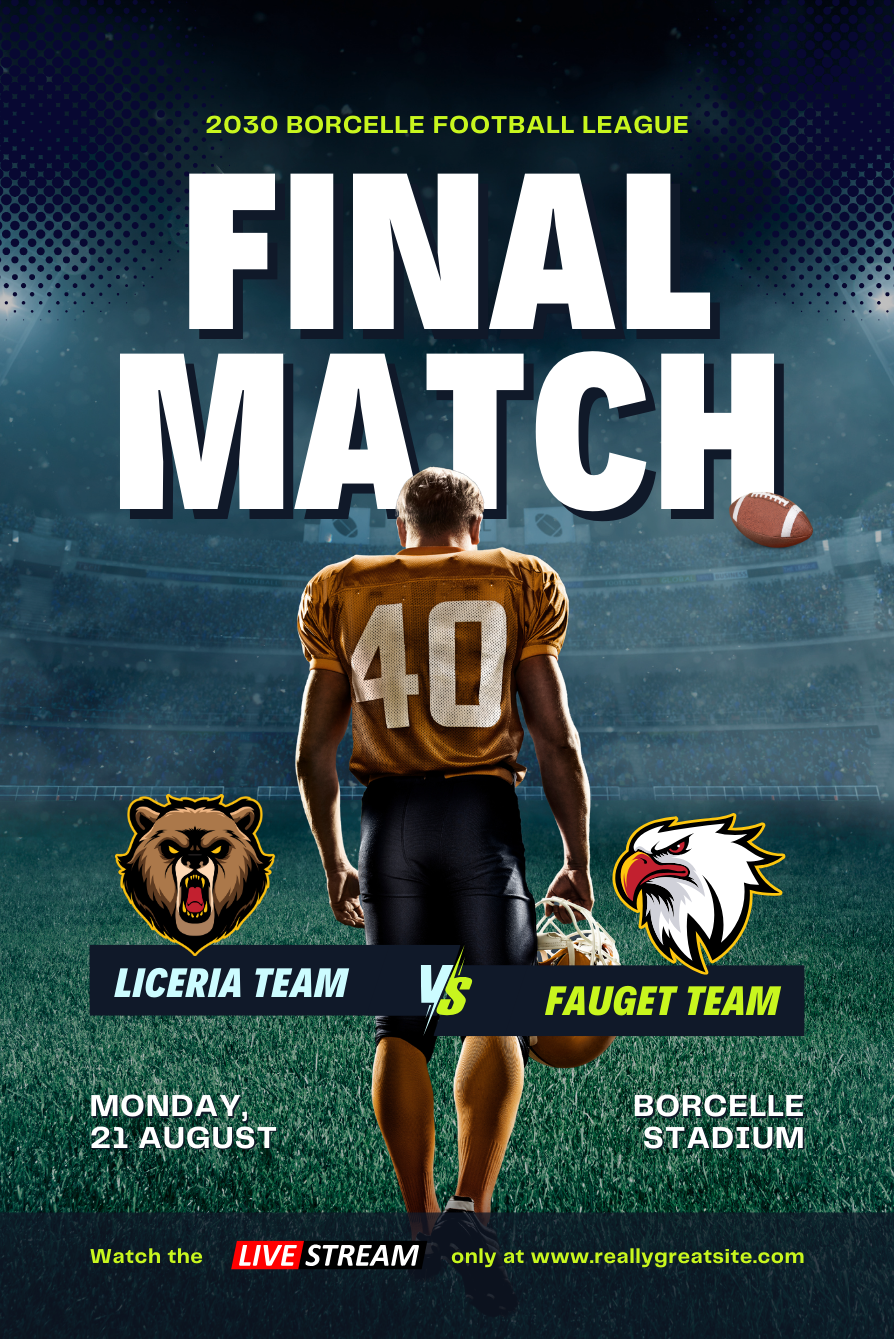 2030 BORCELLE FOOTBALL LEAGUE
FINAL
MATCH
40
LICERIA TEAM
VS
FAUGET TEAM
MONDAY,
21 AUGUST
BORCELLE
STADIUM
Watch the LIVE STREAM only at www.reallygreatsite.com